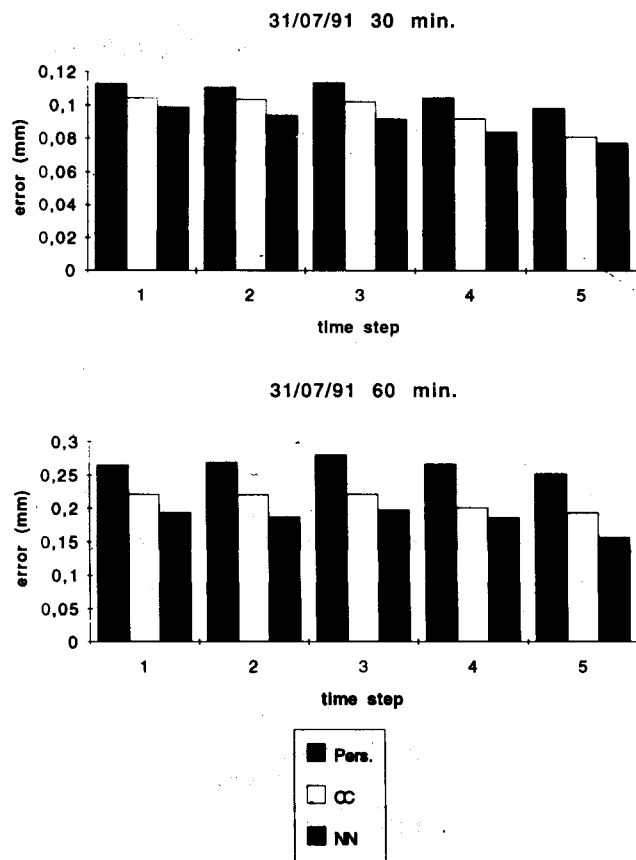 31/07/91 30 min.
0,12
0,1
0,08
0,06
0,04
0,02
0
error (mm)
1 2 3 4 5
time step
31/07/91 60 min.
0,3
0,25
0,2
0,15
0,1
0,05
0
error (mm)
1 2 3 4 5
time step
Pers.
CC
NN